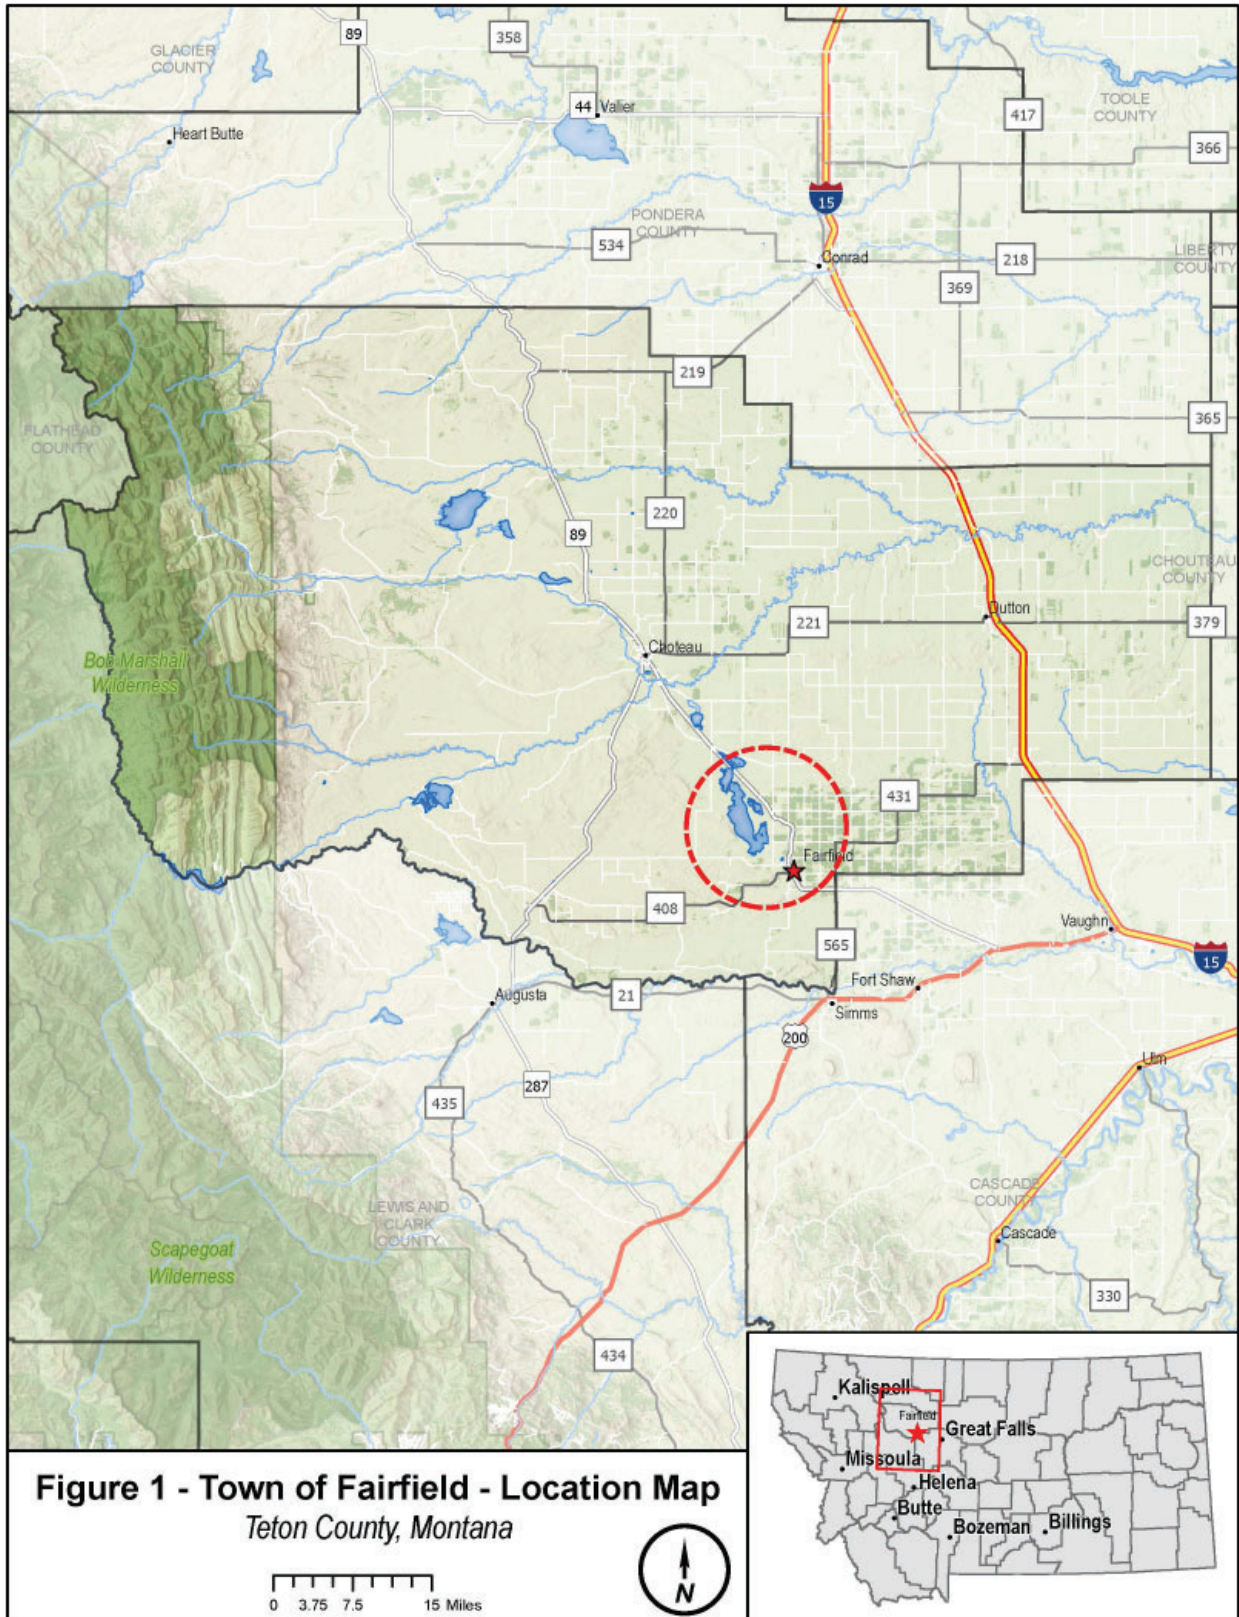 89
358
GLACIER
COUNTY
44
Valier
TOOLE
COUNTY
417
Heart Butte
366
15
PONDERA
COUNTY
534
LIBERTY
COUNTY
218
Conrad
369
219
365
FLATHEAD
COUNTY
220
89
CHOUTEAU
COUNTY
Dutton
221
379
Choteau
Bob Marshall
Wilderness
431
Fairfield
408
Vaughn
565
15
Fort Shaw
Augusta
21
Simms
200
Ulm
287
435
CASCADE
COUNTY
LEWIS AND
CLARK
COUNTY
Cascade
Scapegoat
Wilderness
330
434
Kalispell
Fairfield
Great Falls
Missoula
Helena
Butte
Bozeman
Billings
Figure 1 - Town of Fairfield - Location Map
Teton County, Montana
0 3.75 7.5 15 Miles
N